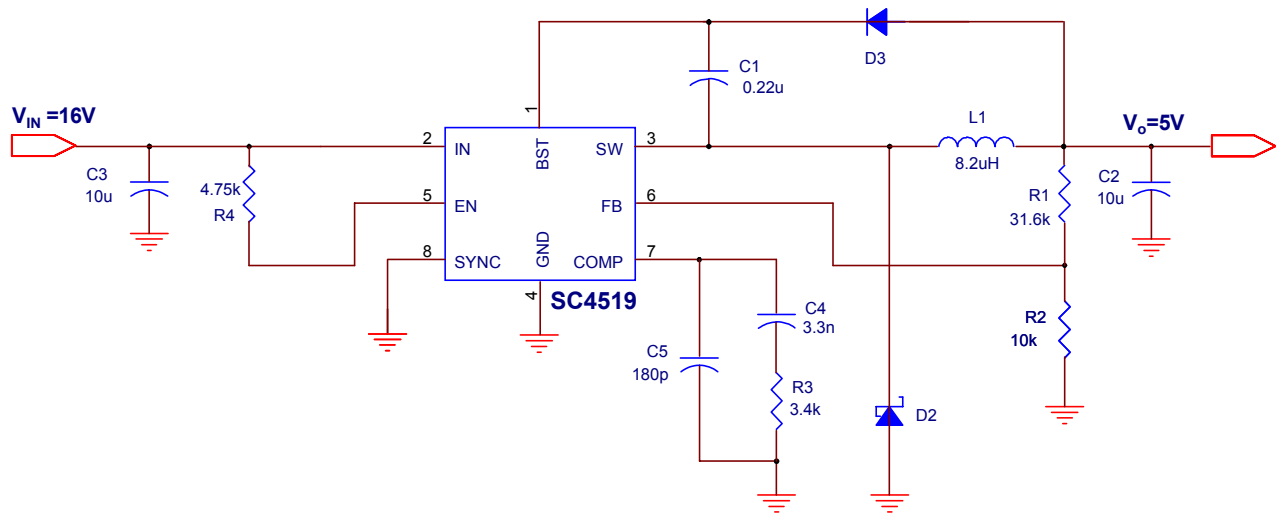 D3
C1
0.22u
V_IN =16V
1
L1
V_o=5V
2
IN
BST
SW
3
8.2uH
C3
10u
4.75k
R4
5
EN
FB
6
R1
31.6k
C2
10u
8
SYNC
GND
COMP
7
4
SC4519
C4
3.3n
R2
10k
C5
180p
R3
3.4k
D2